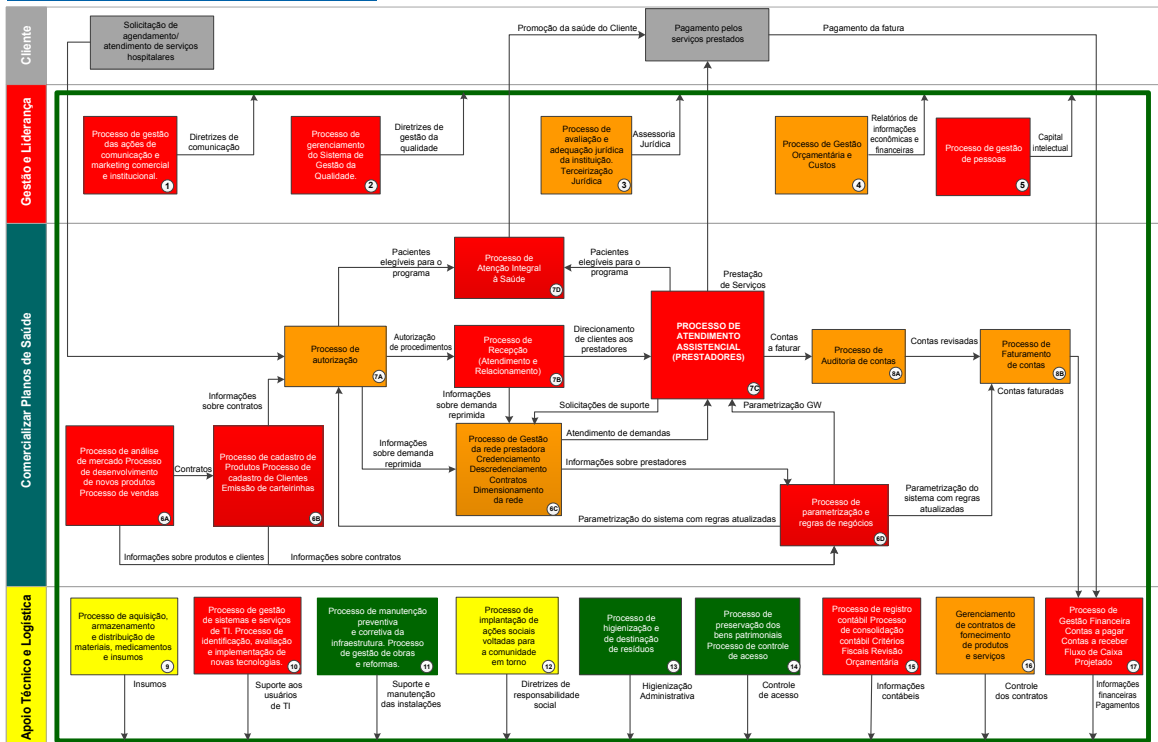 Cliente
Solicitação de
agendamento/
atendimento de serviços
hospitalares
Promoção da saúde do Cliente
Pagamento pelos
serviços prestados
Pagamento da fatura
Gestão e Liderança
Processo de gestão
das ações de
comunicação e
marketing comercial
e institucional.
1
Diretrizes de
comunicação
Processo de
gerenciamento
do Sistema de
Gestão da
Qualidade.
2
Diretrizes de
gestão da
qualidade
Processo de
avaliação e
adequação jurídica
da instituição.
Terceirização
Jurídica
3
Assessoria
Jurídica
Processo de Gestão
Orçamentária e
Custos
4
Relatórios de
informações
econômicas e
financeiras
Processo de gestão
de pessoas
5
Capital
intelectual
Comercializar Planos de Saúde
Pacientes
elegíveis para o
programa
Processo de
Atenção Integral
à Saúde
7D
Pacientes
elegíveis para o
programa
Prestação
de Serviços
Processo de
autorização
7A
Autorização
de procedimentos
Processo de
Recepção
(Atendimento e
Relacionamento)
7B
Direcionamento
de clientes aos
prestadores
PROCESSO DE
ATENDIMENTO
ASSISTENCIAL
(PRESTADORES)
7C
Contas
a faturar
Processo de
Auditoria de contas
8A
Contas revisadas
Processo de
Faturamento
de contas
8B
Contas faturadas
Informações
sobre contratos
Informações
sobre demanda
reprimida
Solicitações de suporte
Parametrização GW
Processo de análise
de mercado Processo
de desenvolvimento
de novos produtos
Processo de vendas
6A
Contratos
Processo de cadastro de
Produtos Processo de
cadastro de Clientes
Emissão de carteirinhas
6B
Informações
sobre demanda
reprimida
Processo de Gestão
da rede prestadora
Credenciamento
Descredenciamento
Contratos
Dimensionamento
da rede
6C
Atendimento de demandas
Informações sobre prestadores
Processo de
parametrização e
regras de negócios
6D
Parametrização do
sistema com regras
atualizadas
Parametrização do sistema com regras atualizadas
Informações sobre produtos e clientes
Informações sobre contratos
Apoio Técnico e Logística
Processo de aquisição,
armazenamento
e distribuição de
materiais, medicamentos
e insumos
9
Insumos
Processo de gestão
de sistemas e serviços
de TI. Processo de
identificação, avaliação
e implementação de
novas tecnologias.
10
Suporte aos
usuários
de TI
Processo de manutenção
preventiva
e corretiva da
infraestrutura. Processo
de gestão de obras
e reformas.
11
Suporte e
manutenção
das instalações
Processo de
implantação de
ações sociais
voltadas para
a comunidade
em torno
12
Diretrizes de
responsabilidade
social
Processo de
higienização e
de destinação
de resíduos
13
Higienização
Administrativa
Processo de
preservação dos
bens patrimoniais
Processo de controle
de acesso
14
Controle
de acesso
Processo de registro
contábil Processo
de consolidação
contábil Critérios
Fiscais Revisão
Orçamentária
15
Informações
contábeis
Gerenciamento
de contratos de
fornecimento
de produtos
e serviços
16
Controle
dos contratos
Processo de
Gestão Financeira
Contas a pagar
Contas a receber
Fluxo de Caixa
Projetado
17
Informações
financeiras
Pagamentos